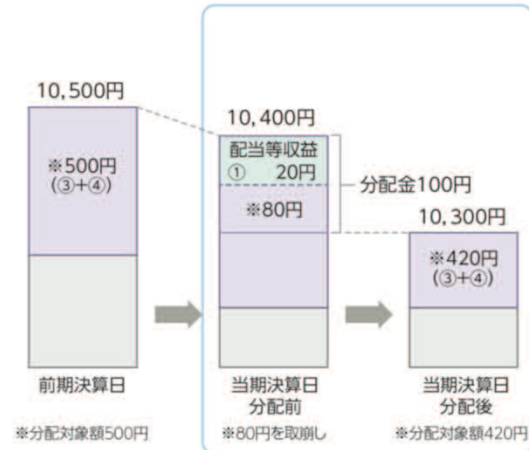 10,500円
※500円
(③+④)
前期決算日
※分配対象額500円
10,400円
配当等収益
① 20円
※80円
分配金100円
当期決算日
分配前
※80円を取崩し
10,300円
※420円
(③+④)
当期決算日
分配後
※分配対象額420円